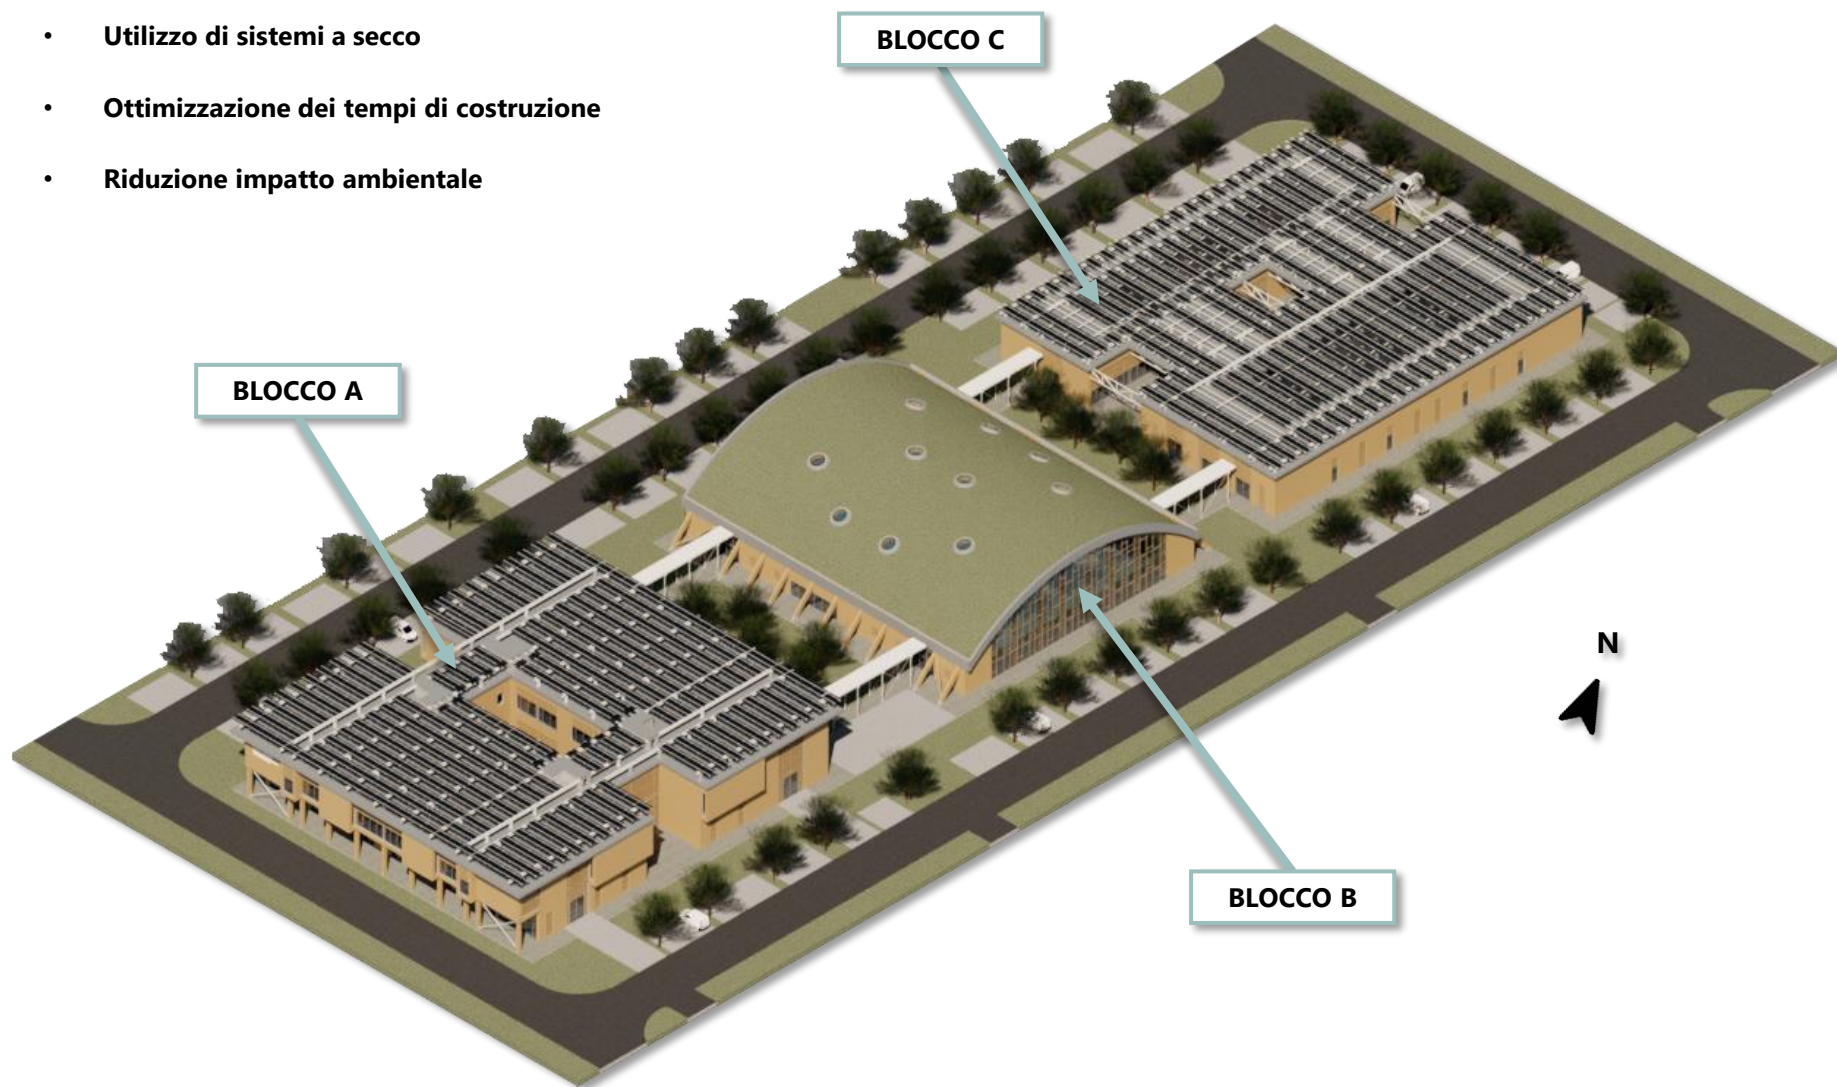 • Utilizzo di sistemi a secco
• Ottimizzazione dei tempi di costruzione
• Riduzione impatto ambientale
BLOCCO C
BLOCCO A
N
BLOCCO B